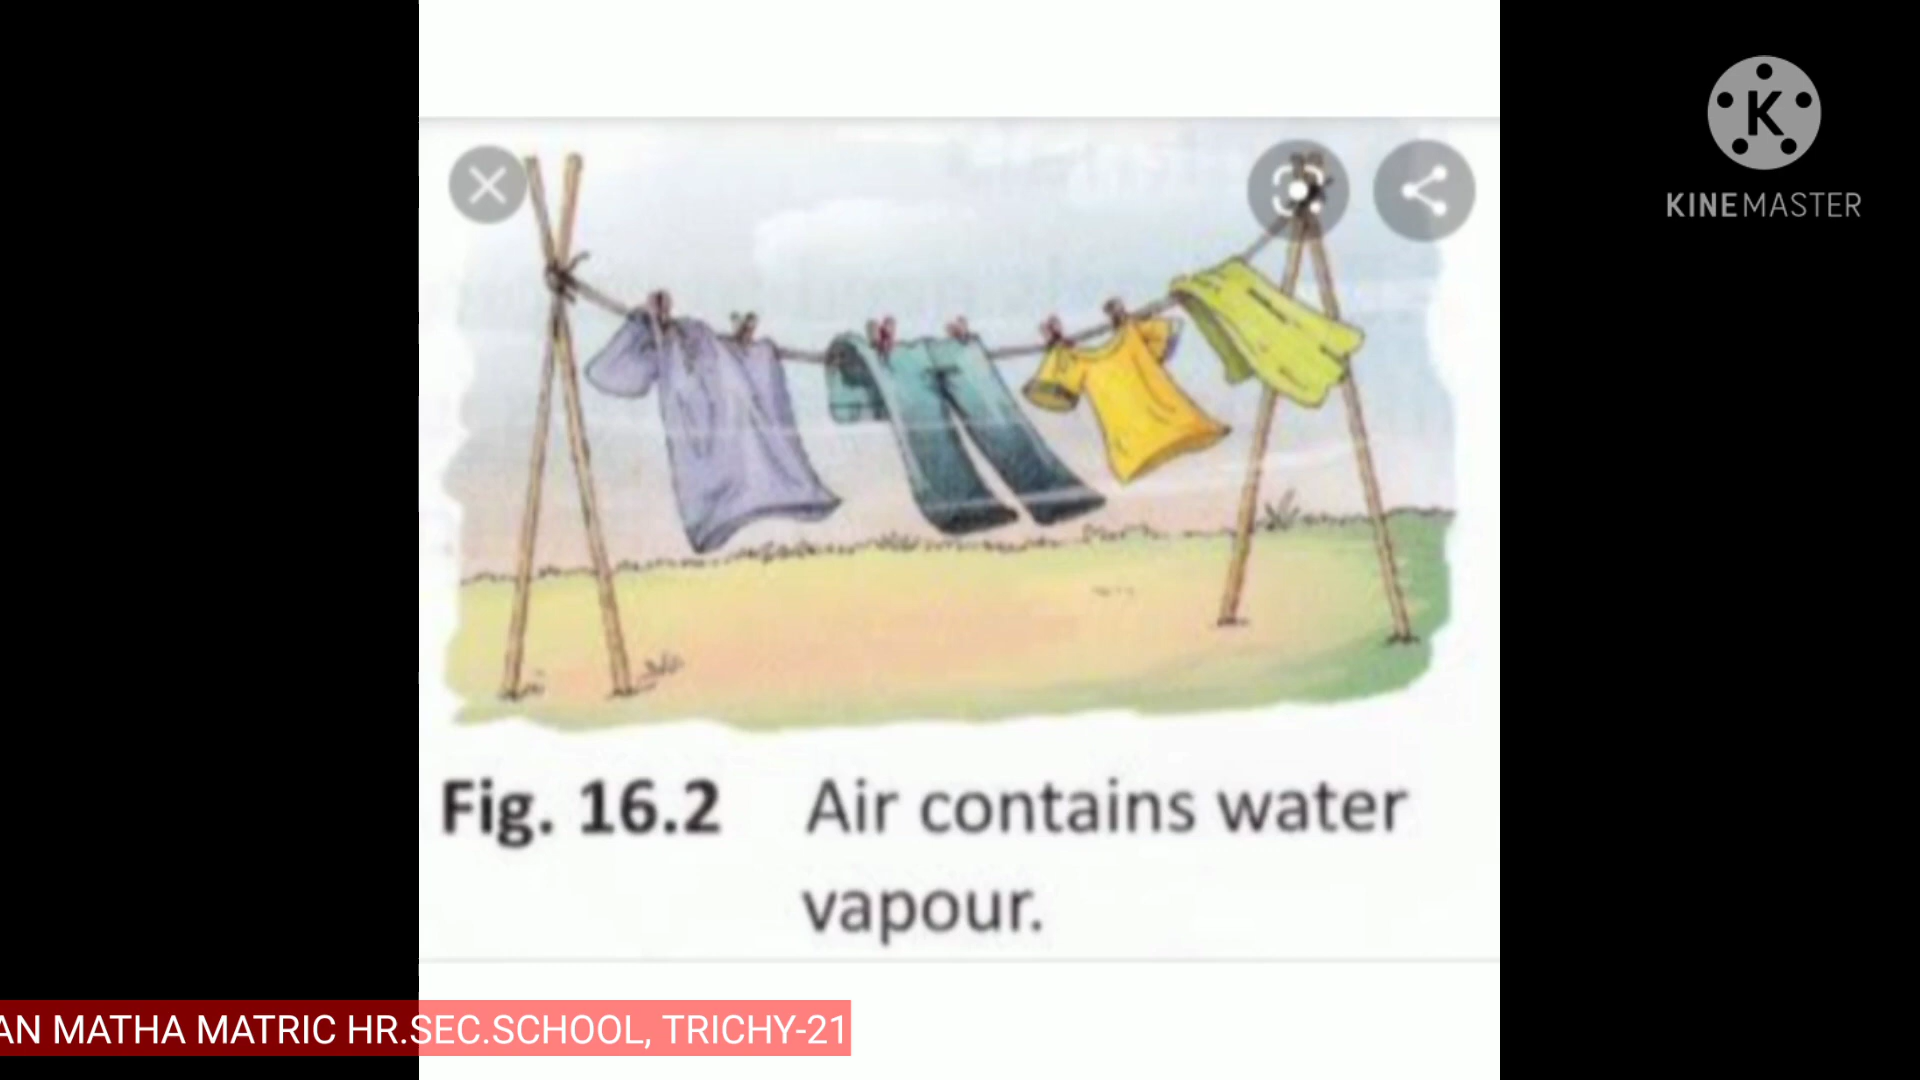 K
KINEMASTER
Fig. 16.2 Air contains water
vapour.
AN MATHA MATRIC HR.SEC.SCHOOL, TRICHY-21